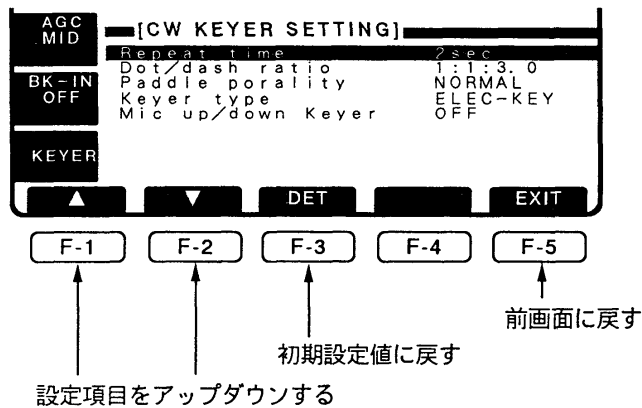 AGC
MID
[CW KEYER SETTING]
Repeat time 2sec
Dot/dash ratio 1:1:3.0
BK-IN
OFF
Paddle porality NORMAL
Keyer type ELEC-KEY
Mic up/down Keyer OFF
KEYER
▲ ▼ DET EXIT
F-1 F-2 F-3 F-4 F-5
前画面に戻す
初期設定値に戻す
設定項目をアップダウンする